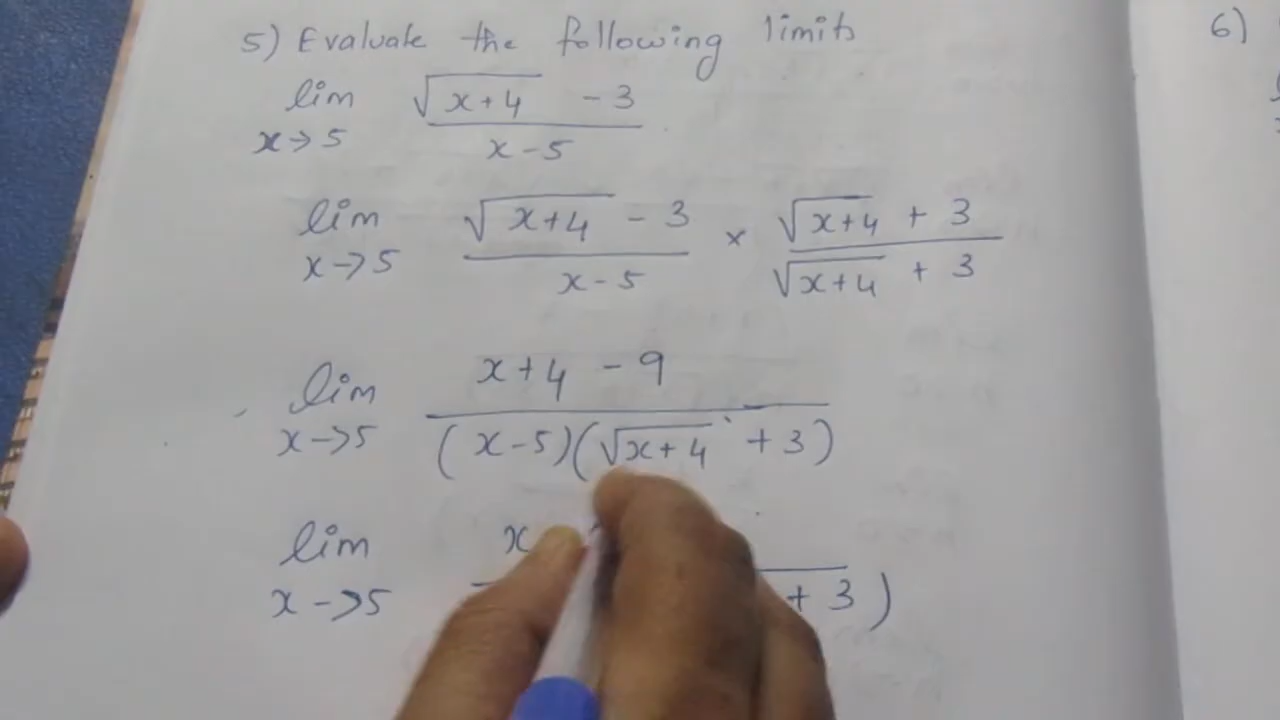 5) Evaluate the following limits
lim x→5 (√(x+4) - 3)/(x-5)
lim x→5 (√(x+4) - 3)/(x-5) × (√(x+4) + 3)/(√(x+4) + 3)
lim x→5 (x+4 - 9)/((x-5)(√(x+4) + 3))
lim x→5 x + 3)
6)